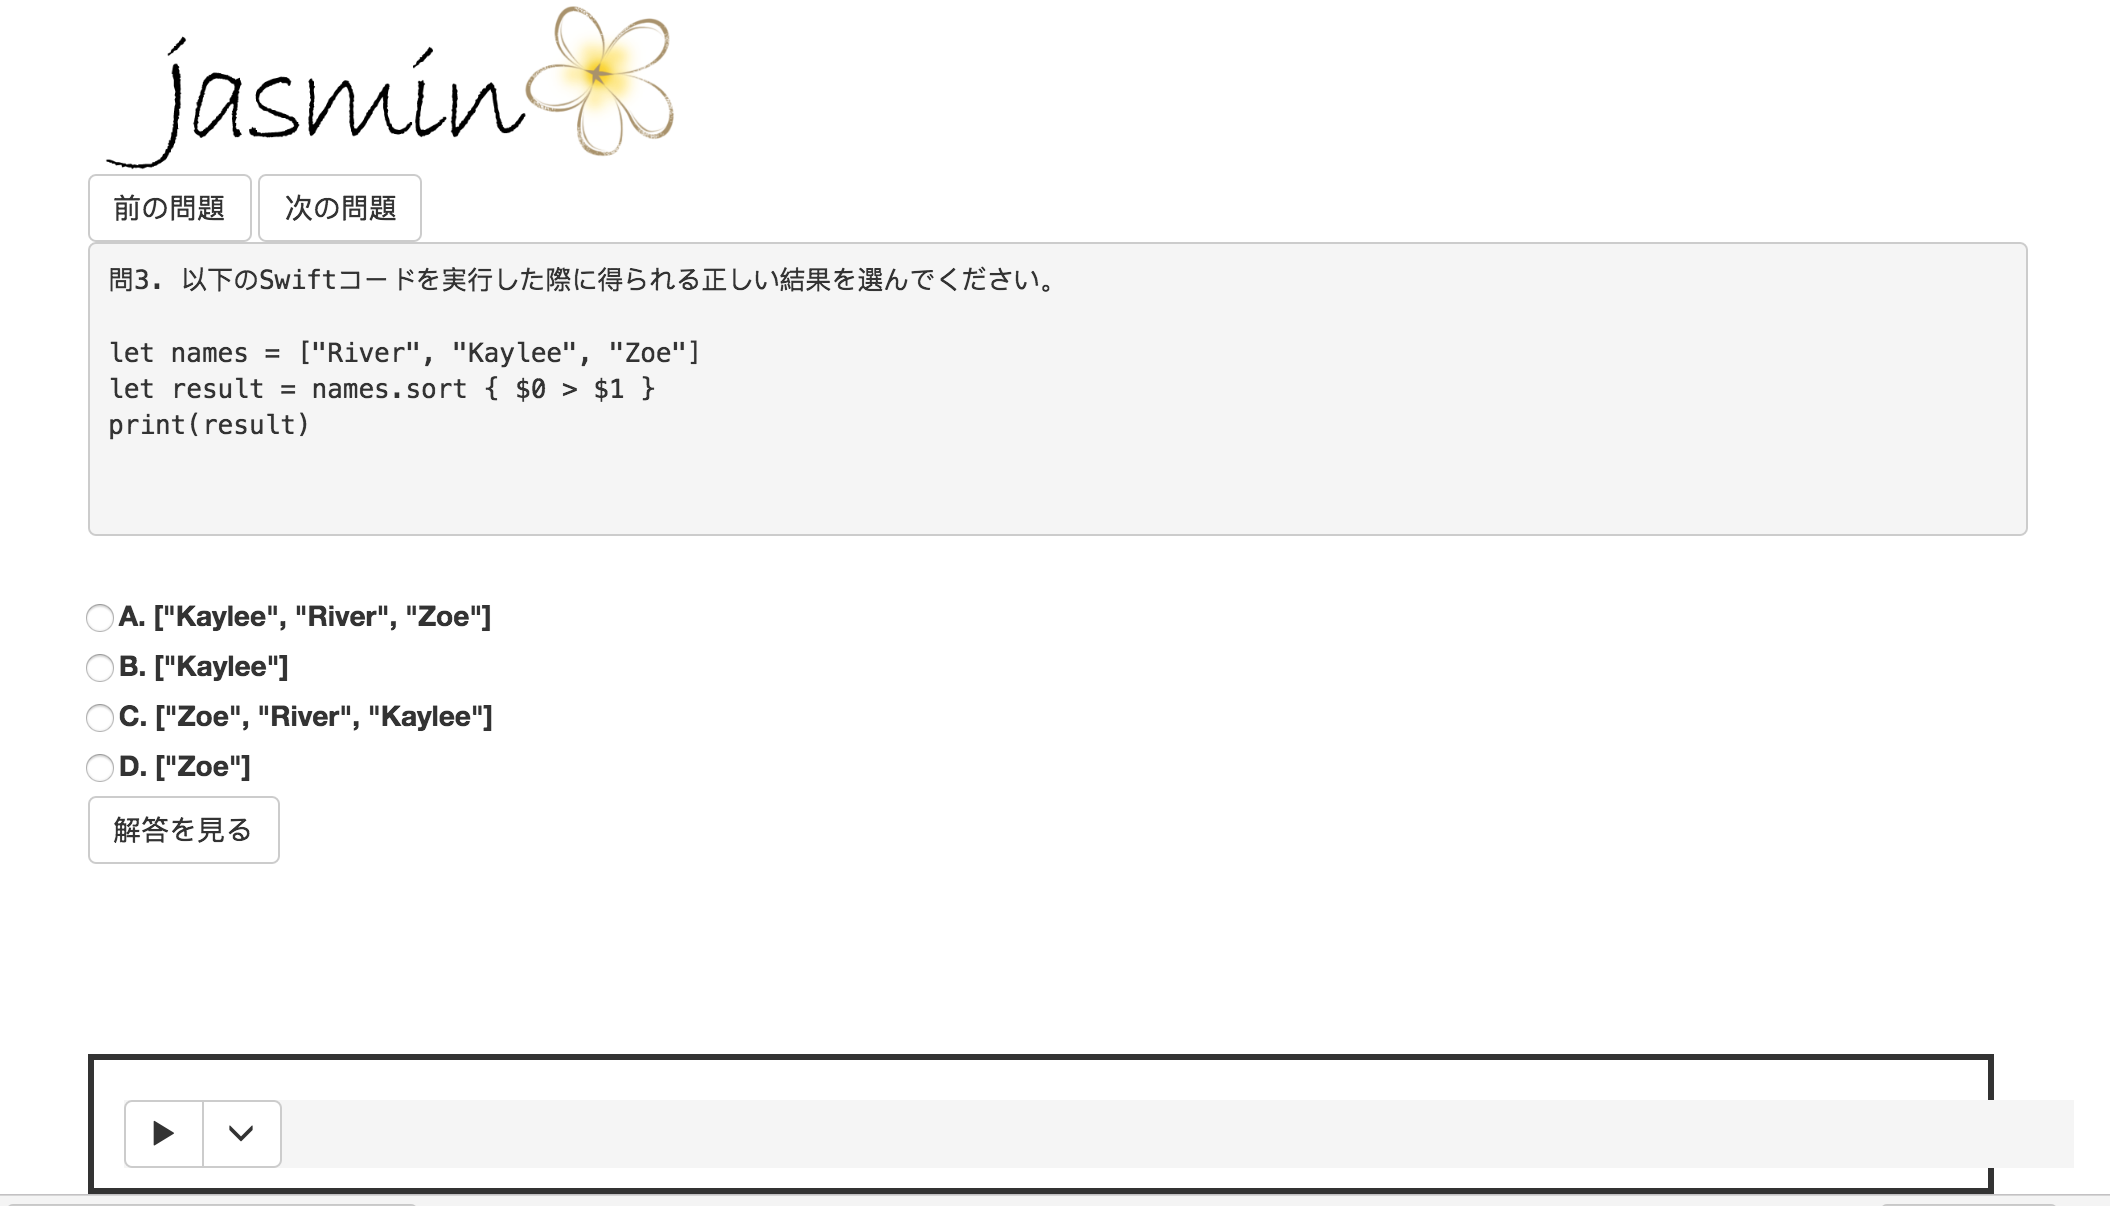 jasmin
前の問題 次の問題
問3. 以下のSwiftコードを実行した際に得られる正しい結果を選んでください。
let names = ["River", "Kaylee", "Zoe"]
let result = names.sort { $0 > $1 }
print(result)
A. ["Kaylee", "River", "Zoe"]
B. ["Kaylee"]
C. ["Zoe", "River", "Kaylee"]
D. ["Zoe"]
解答を見る